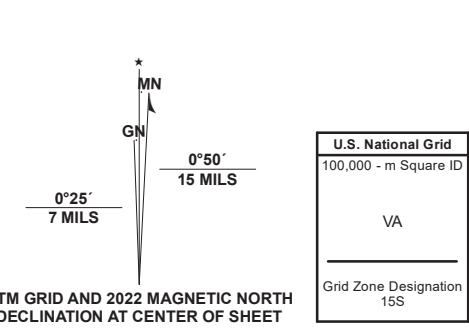 MN
GN
0°50´
15 MILS
0°25´
7 MILS
TM GRID AND 2022 MAGNETIC NORTH
DECLINATION AT CENTER OF SHEET
U.S. National Grid
100,000 - m Square ID
VA
Grid Zone Designation
15S